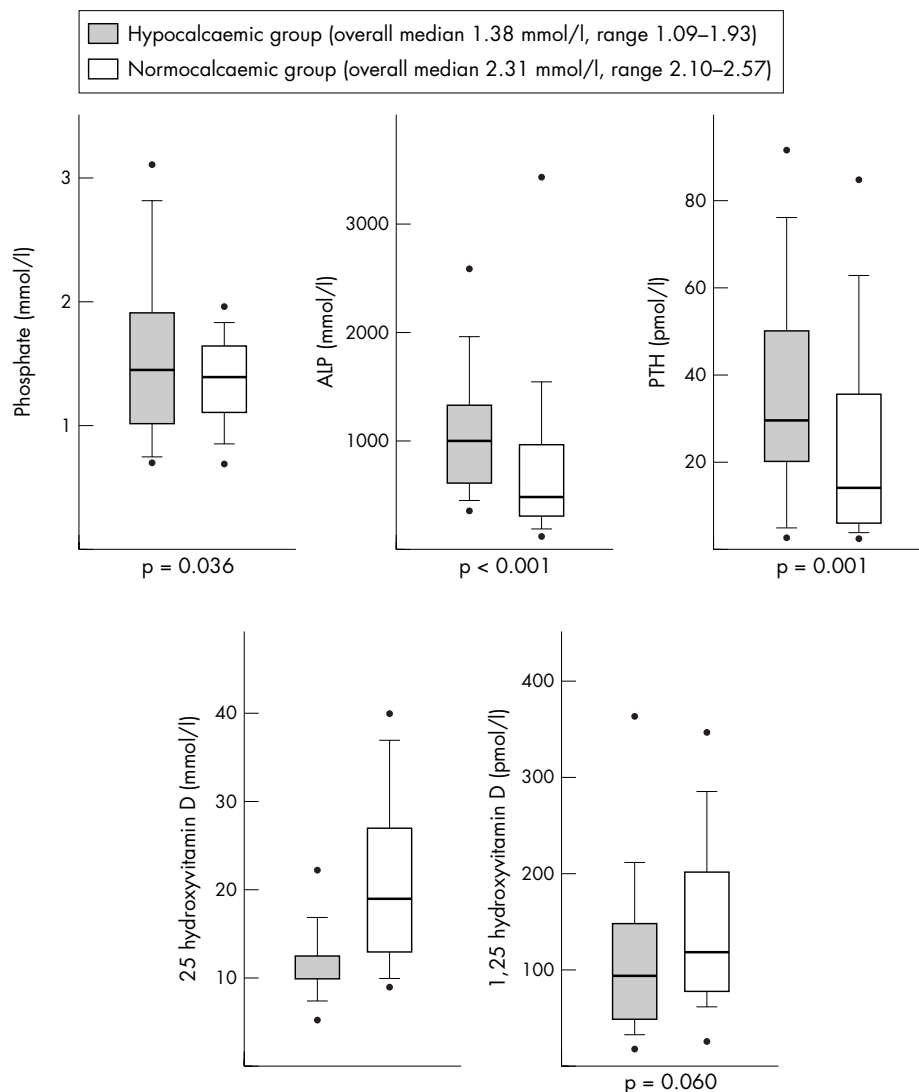 Hypocalcaemic group (overall median 1.38 mmol/l, range 1.09–1.93)
Normocalcaemic group (overall median 2.31 mmol/l, range 2.10–2.57)
Phosphate (mmol/l)
3
2
1
p = 0.036
ALP (mmol/l)
3000
2000
1000
p < 0.001
PTH (pmol/l)
80
60
40
20
p = 0.001
25 hydroxyvitamin D (mmol/l)
40
30
20
10
1,25 hydroxyvitamin D (pmol/l)
400
300
200
100
p = 0.060